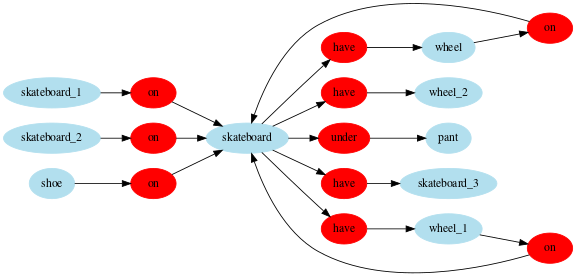 on
have
wheel
skateboard_1
on
have
wheel_2
skateboard_2
on
skateboard
under
pant
shoe
on
have
skateboard_3
have
wheel_1
on